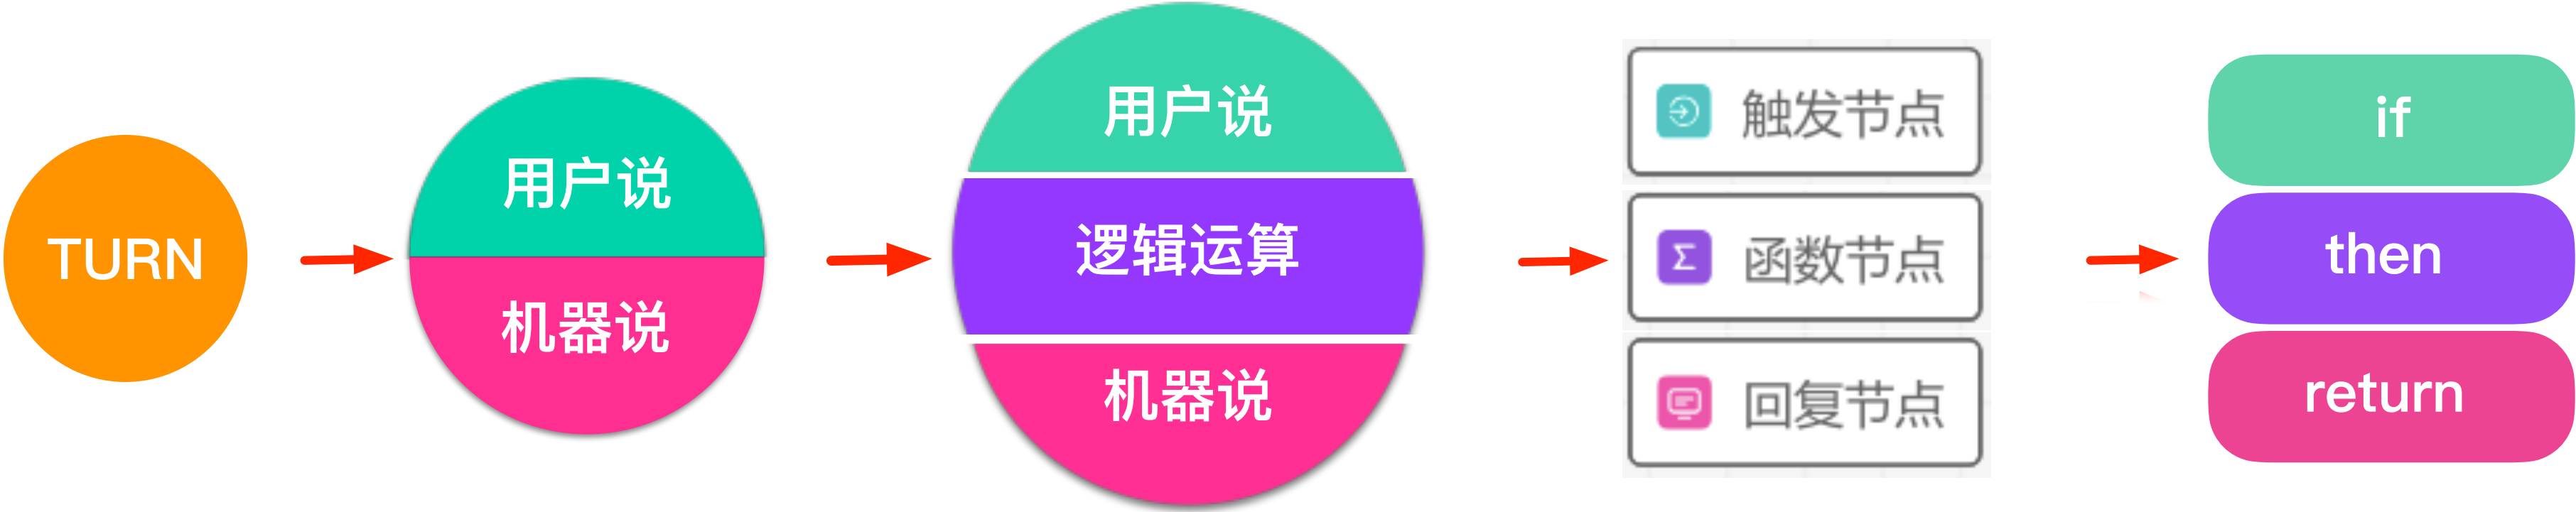 TURN
用户说
机器说
用户说
逻辑运算
机器说
触发节点
Σ 函数节点
回复节点
if
then
return